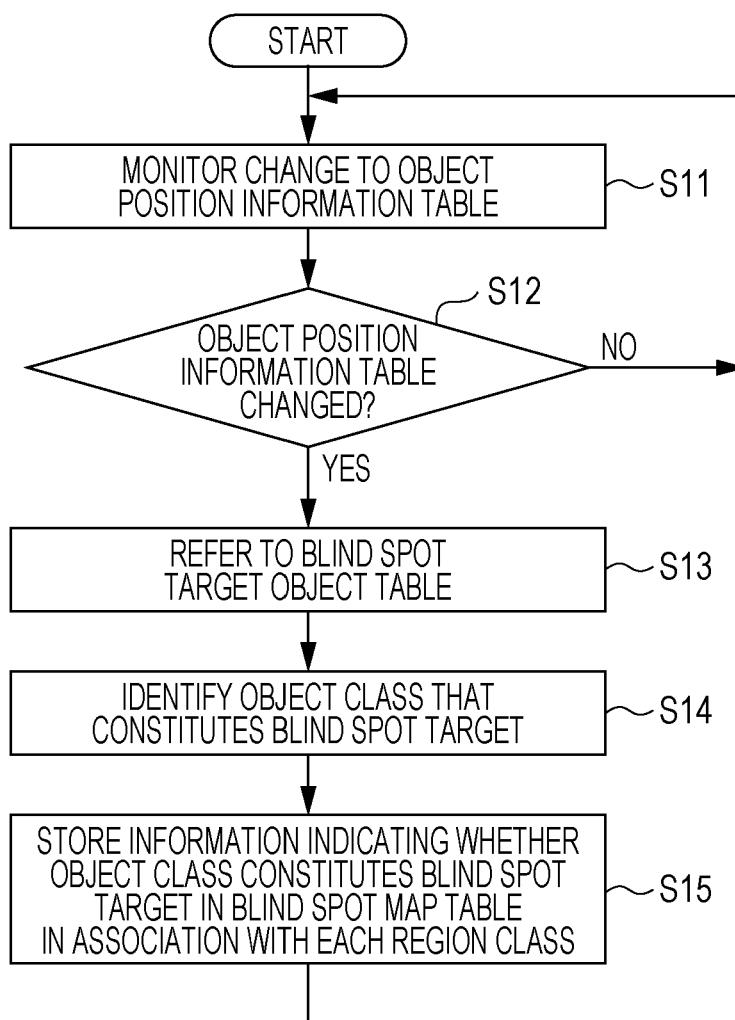 START
MONITOR CHANGE TO OBJECT
POSITION INFORMATION TABLE
S11
S12
OBJECT POSITION
INFORMATION TABLE
CHANGED?
NO
YES
REFER TO BLIND SPOT
TARGET OBJECT TABLE
S13
IDENTIFY OBJECT CLASS THAT
CONSTITUTES BLIND SPOT TARGET
S14
STORE INFORMATION INDICATING WHETHER
OBJECT CLASS CONSTITUTES BLIND SPOT
TARGET IN BLIND SPOT MAP TABLE
IN ASSOCIATION WITH EACH REGION CLASS
S15